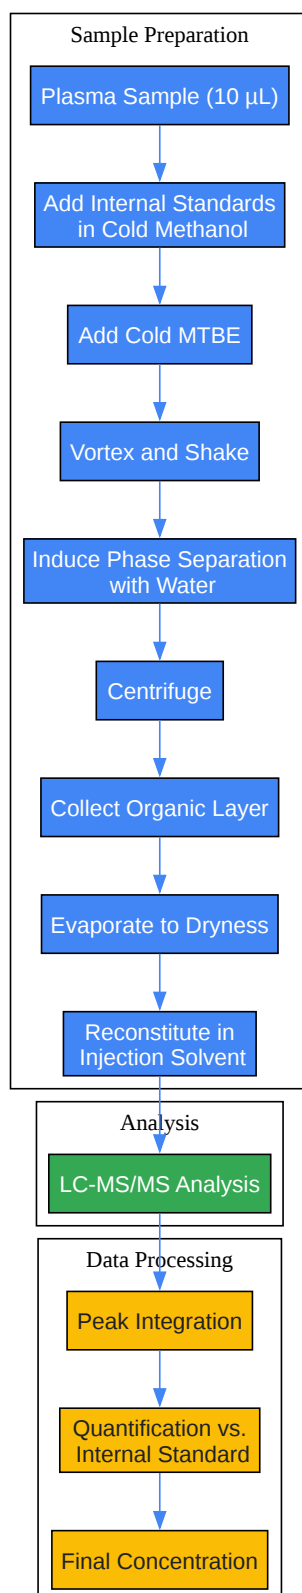 Sample Preparation
Plasma Sample (10 µL)
Add Internal Standards
in Cold Methanol
Add Cold MTBE
Vortex and Shake
Induce Phase Separation
with Water
Centrifuge
Collect Organic Layer
Evaporate to Dryness
Reconstitute in
Injection Solvent
Analysis
LC-MS/MS Analysis
Data Processing
Peak Integration
Quantification vs.
Internal Standard
Final Concentration